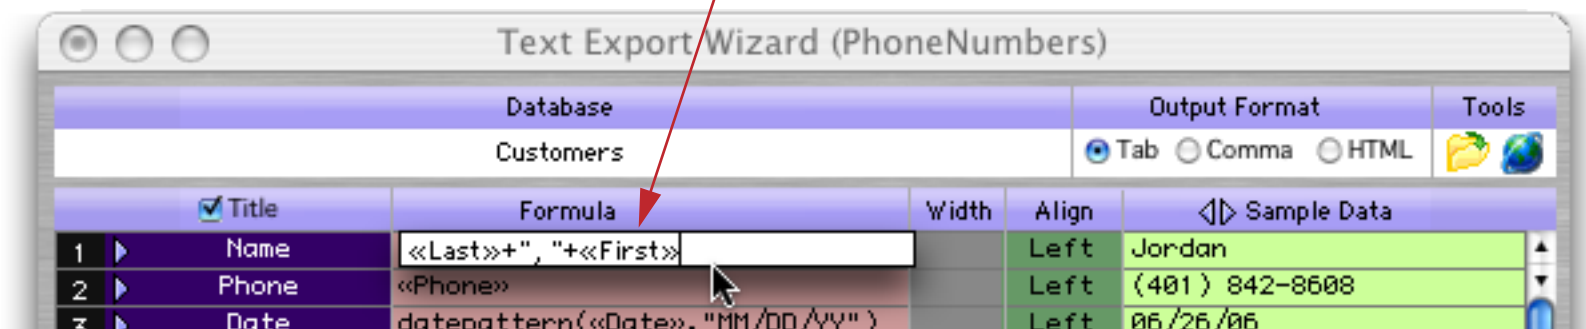 Text Export Wizard (PhoneNumbers)
Database Output Format Tools
Customers Tab Comma HTML
Title Formula Width Align Sample Data
1 Name «Last»+", "+«First» Left Jordan
2 Phone «Phone» Left (401) 842-8608
3 Date datepattern(«Date»,"MM/DD/YY") Left 06/26/06